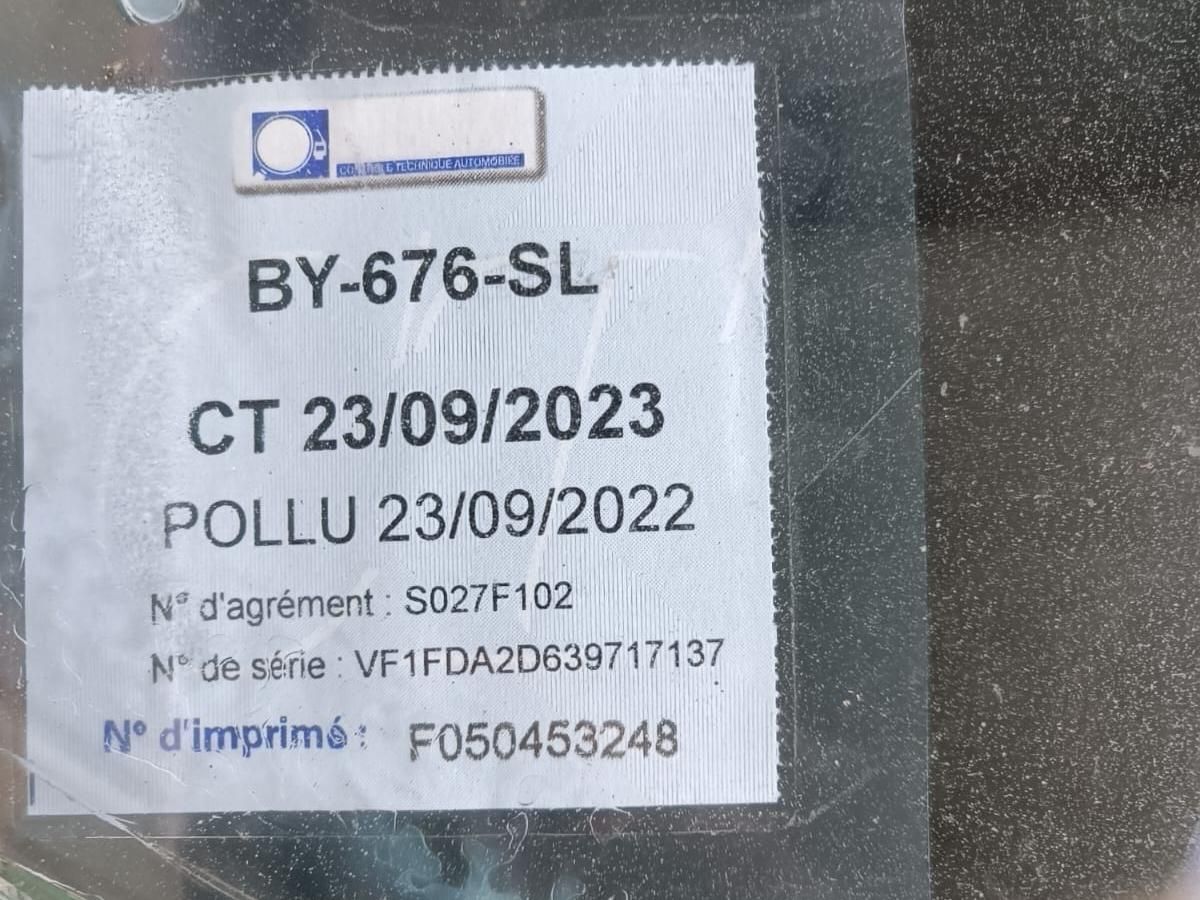 CONTRÔLE TECHNIQUE AUTOMOBILE
BY-676-SL
CT 23/09/2023
POLLU 23/09/2022
N° d'agrément : S027F102
N° de série : VF1FDA2D639717137
N° d'imprimé : F050453248